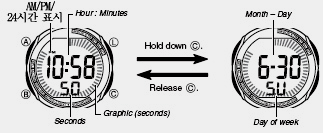 AM/PM/
24시간 표시
Hour : Minutes
Month – Day
A
L
Hold down C.
10:58
50
6-30
SU
B
C
Release C.
Graphic (seconds)
Seconds
Day of week